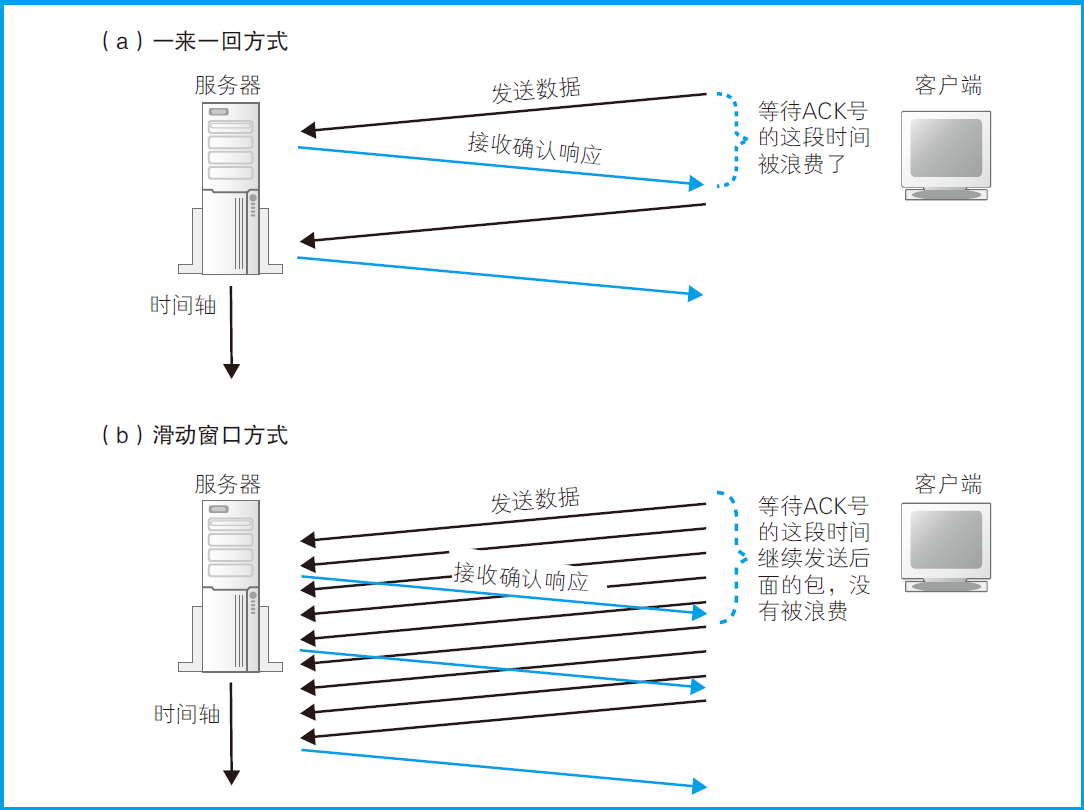 （a）一来一回方式
服务器
发送数据
接收确认响应
等待ACK号
的这段时间
被浪费了
客户端
时间轴
（b）滑动窗口方式
服务器
发送数据
接收确认响应
等待ACK号
的这段时间
继续发送后
面的包，没
有被浪费
客户端
时间轴